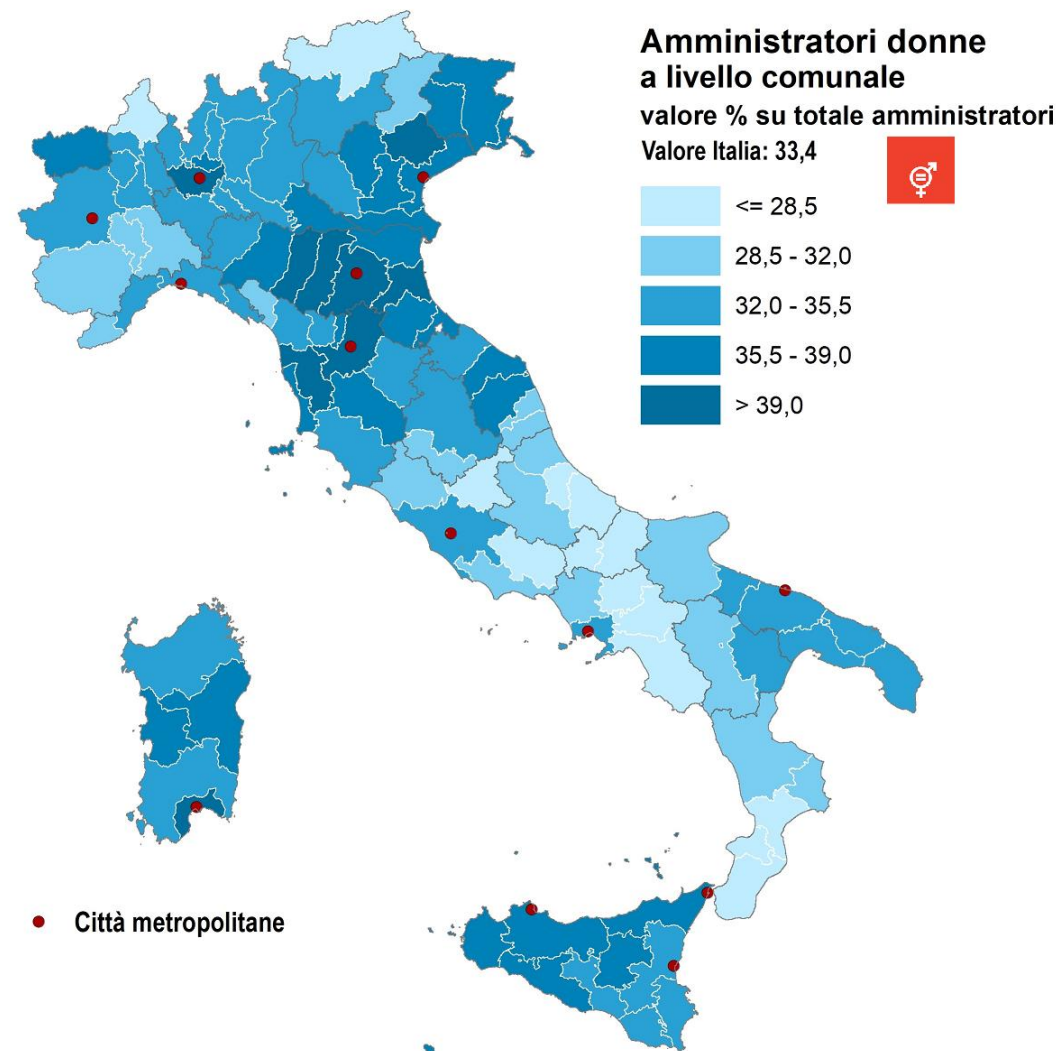 Amministratori donne
a livello comunale
valore % su totale amministratori
Valore Italia: 33,4
<= 28,5
28,5 - 32,0
32,0 - 35,5
35,5 - 39,0
> 39,0
Città metropolitane